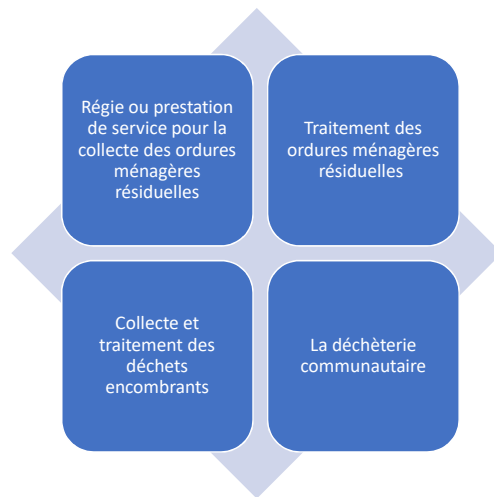 Régie ou prestation
de service pour la
collecte des ordures
ménagères
résiduelles
Traitement des
ordures ménagères
résiduelles
Collecte et
traitement des
déchets
encombrants
La déchèterie
communautaire